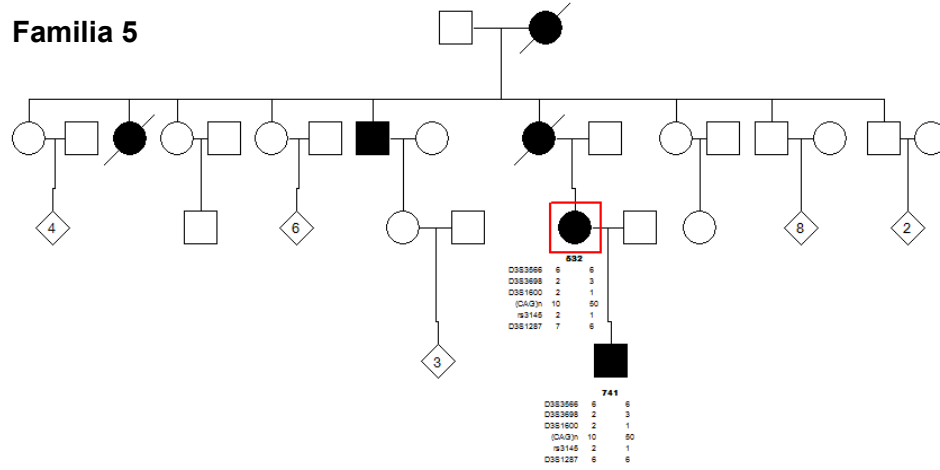 Familia 5
4
6
8
2
532
D3S3566 6 6
D3S3698 2 3
D3S1600 2 1
(CAG)n 10 50
rs3145 2 1
D3S1287 7 6
3
741
D3S3566 6 6
D3S3698 2 3
D3S1600 2 1
(CAG)n 10 50
rs3145 2 1
D3S1287 6 6